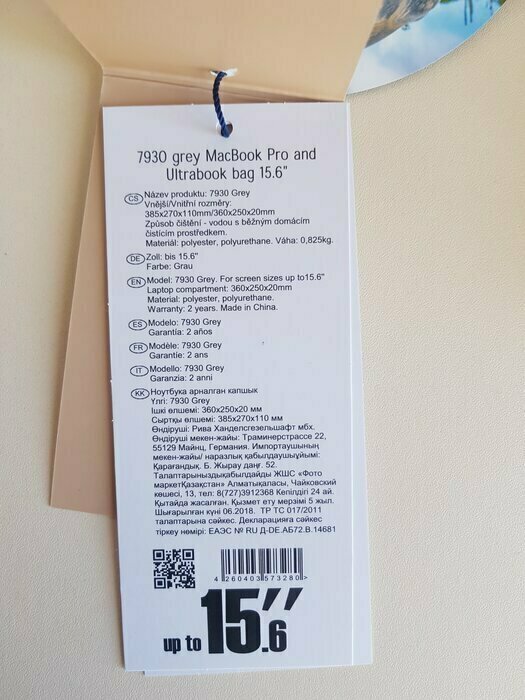 7930 grey MacBook Pro and
Ultrabook bag 15.6"
CS Název produktu: 7930 Grey
Vnější/Vnitřní rozměry:
385x270x110mm/360x250x20mm
Způsob čištění - vodou s běžným domácím
čistícím prostředkem.
Materiál: polyester, polyurethane. Váha: 0,825kg.
DE Zoll: bis 15.6"
Farbe: Grau
EN Model: 7930 Grey. For screen sizes up to15.6"
Laptop compartment: 360x250x20mm
Material: polyester, polyurethane.
Warranty: 2 years. Made in China.
ES Modelo: 7930 Grey
Garantía: 2 años
FR Modèle: 7930 Grey
Garantie: 2 ans
IT Modello: 7930 Grey
Garanzia: 2 anni
KK Ноутбука арналған капшык
Үлгі: 7930 Grey
Ішкі өлшемі: 360x250x20 мм
Сыртқы өлшемі: 385x270x110 мм
Өндіруші: Рива Ханделсгезельшафт мбх.
Өндіруші мекен-жайы: Траминерстрассе 22,
55129 Майнц, Германия. Импорташуының
мекен-жайы/ наразлық қабылдаушыұйымы:
Қарағандық. Б. Жырау даңғ. 52.
Талаптарыңыздықабылдайды ЖШС «Фото
маркетҚазақстан» Алматықаласы, Чайковский
көшесі, 13, тел: 8(727)3912368 Кепілдігі 24 ай.
Қытайда жасалған. Қызмет ету мерзімі 5 жыл.
Шығарылған күні 06.2018. ТР ТС 017/2011
талаптарына сәйкес. Декларацияға сәйкес
тіркеу нөмірі: ЕАЭС № RU Д-DE.АБ72.В.14681
4 260403 573280 >
up to 15.6"